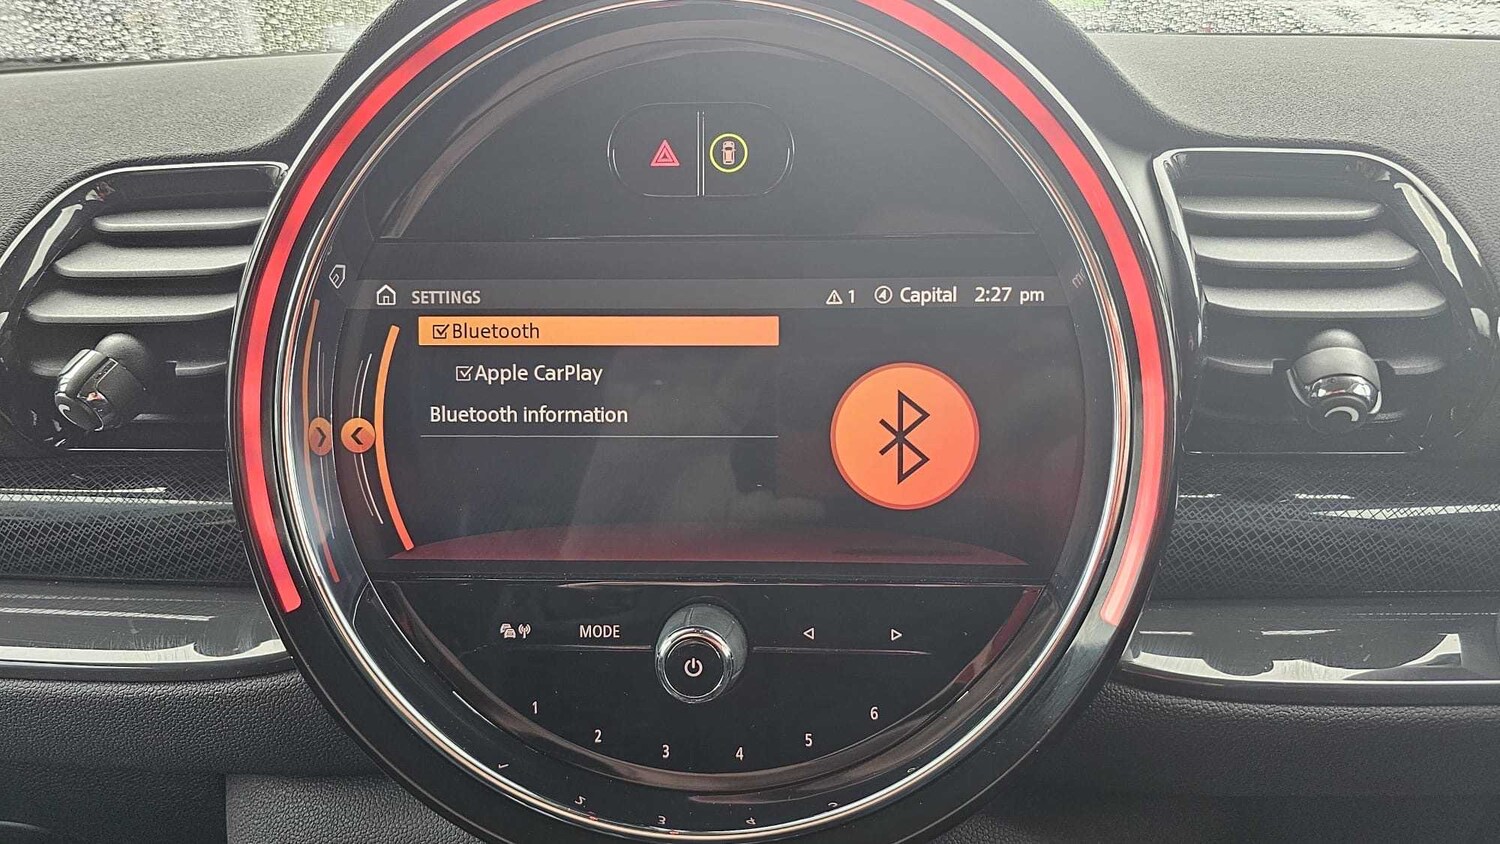 SETTINGS 1 Capital 2:27 pm
Bluetooth
Apple CarPlay
Bluetooth information
MODE
1 2 3 4 5 6